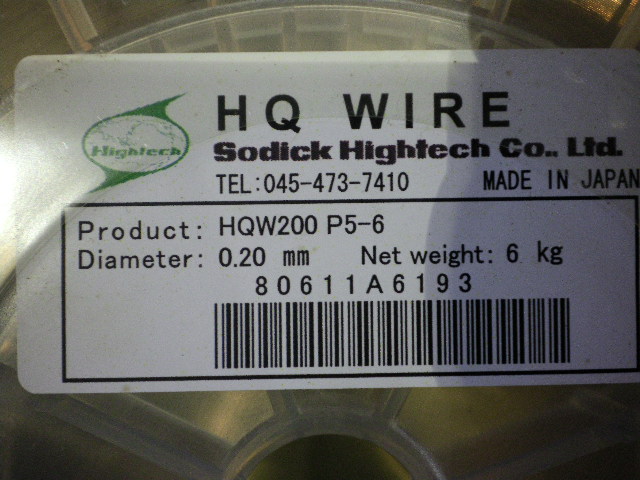 HQ WIRE
Hightech
Sodick Hightech Co., Ltd.
TEL:045-473-7410 MADE IN JAPAN
Product: HQW200 P5-6
Diameter: 0.20 mm Net weight: 6 kg
80611A6193